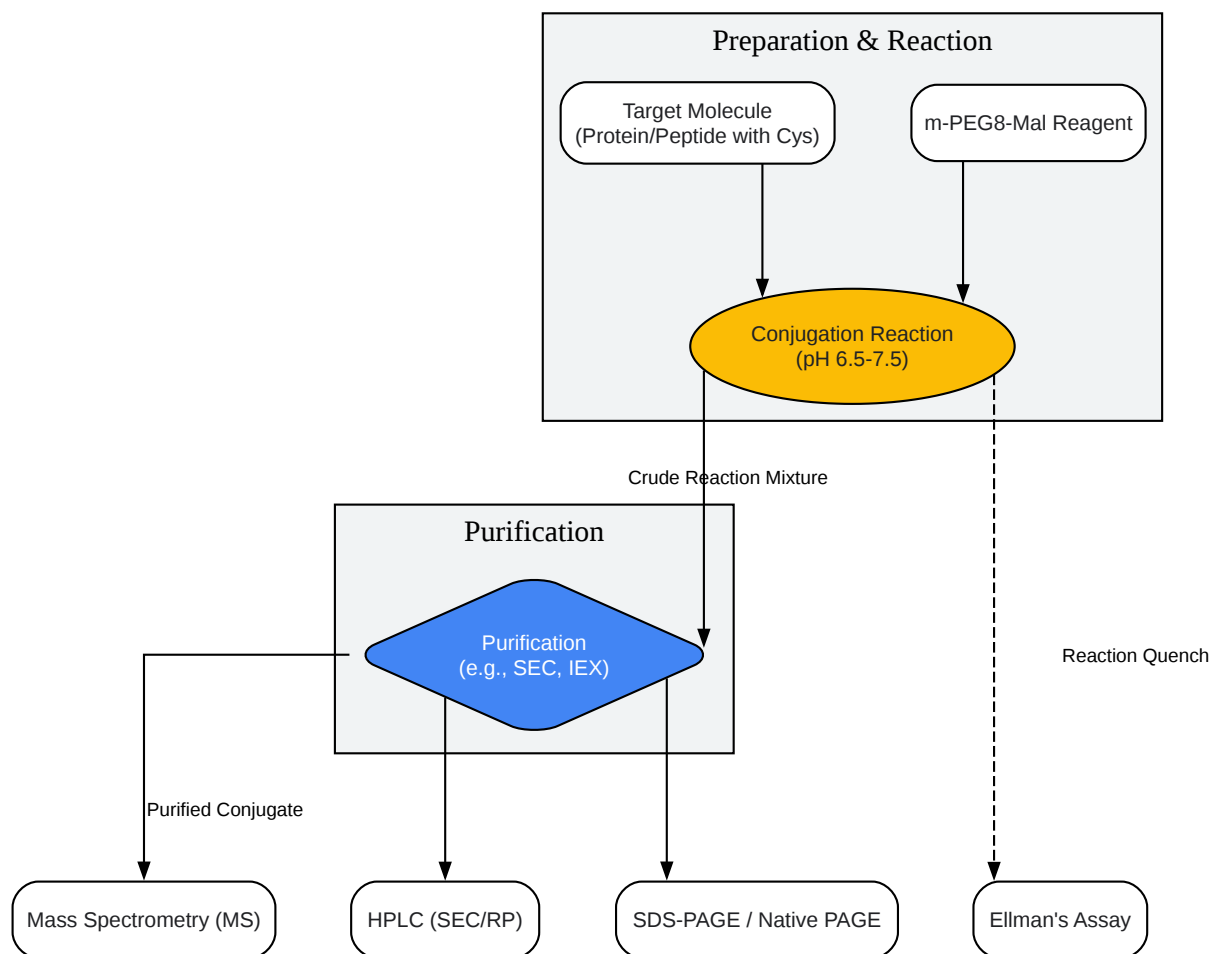 Preparation & Reaction
Target Molecule
(Protein/Peptide with Cys)
m-PEG8-Mal Reagent
Conjugation Reaction
(pH 6.5-7.5)
Crude Reaction Mixture
Purification
Purification
(e.g., SEC, IEX)
Reaction Quench
Purified Conjugate
Mass Spectrometry (MS)
HPLC (SEC/RP)
SDS-PAGE / Native PAGE
Ellman's Assay